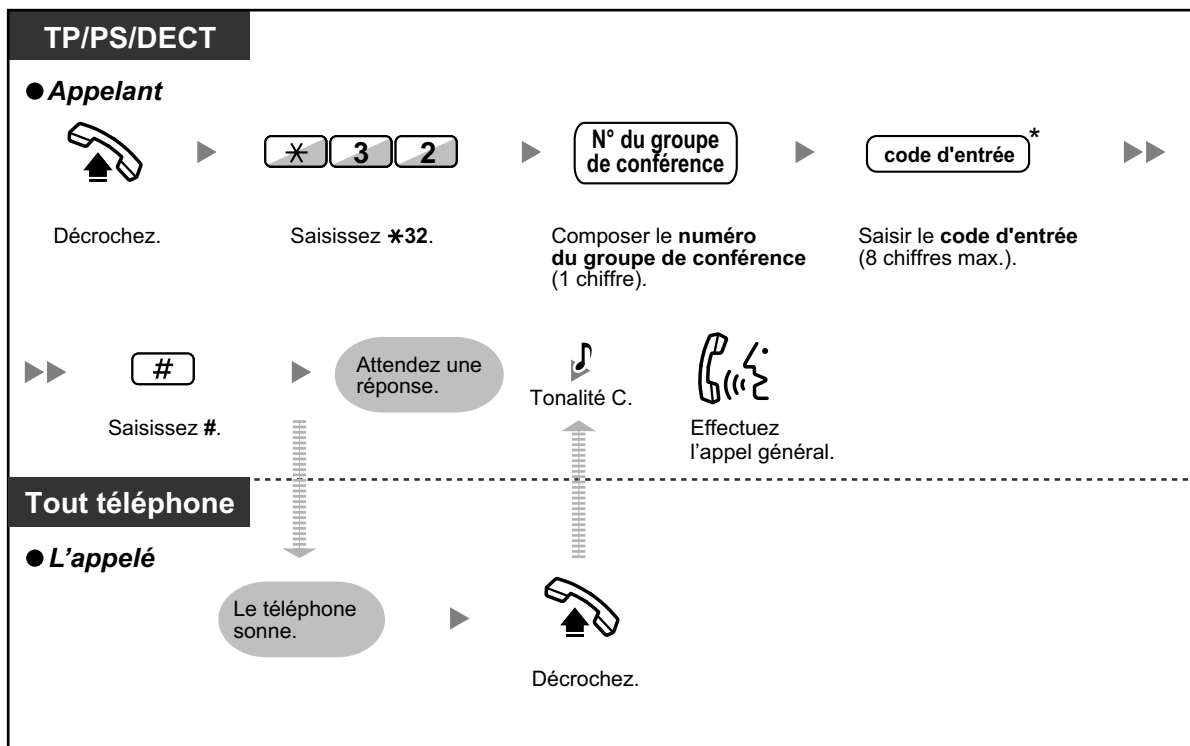 TP/PS/DECT
● Appelant
✳ 3 2
N° du groupe
de conférence
code d'entrée *
Décrochez.
Saisissez ✳32.
Composer le numéro
du groupe de conférence
(1 chiffre).
Saisir le code d'entrée
(8 chiffres max.).
#
Saisissez #.
Attendez une
réponse.
Tonalité C.
Effectuez
l’appel général.
Tout téléphone
● L’appelé
Le téléphone
sonne.
Décrochez.